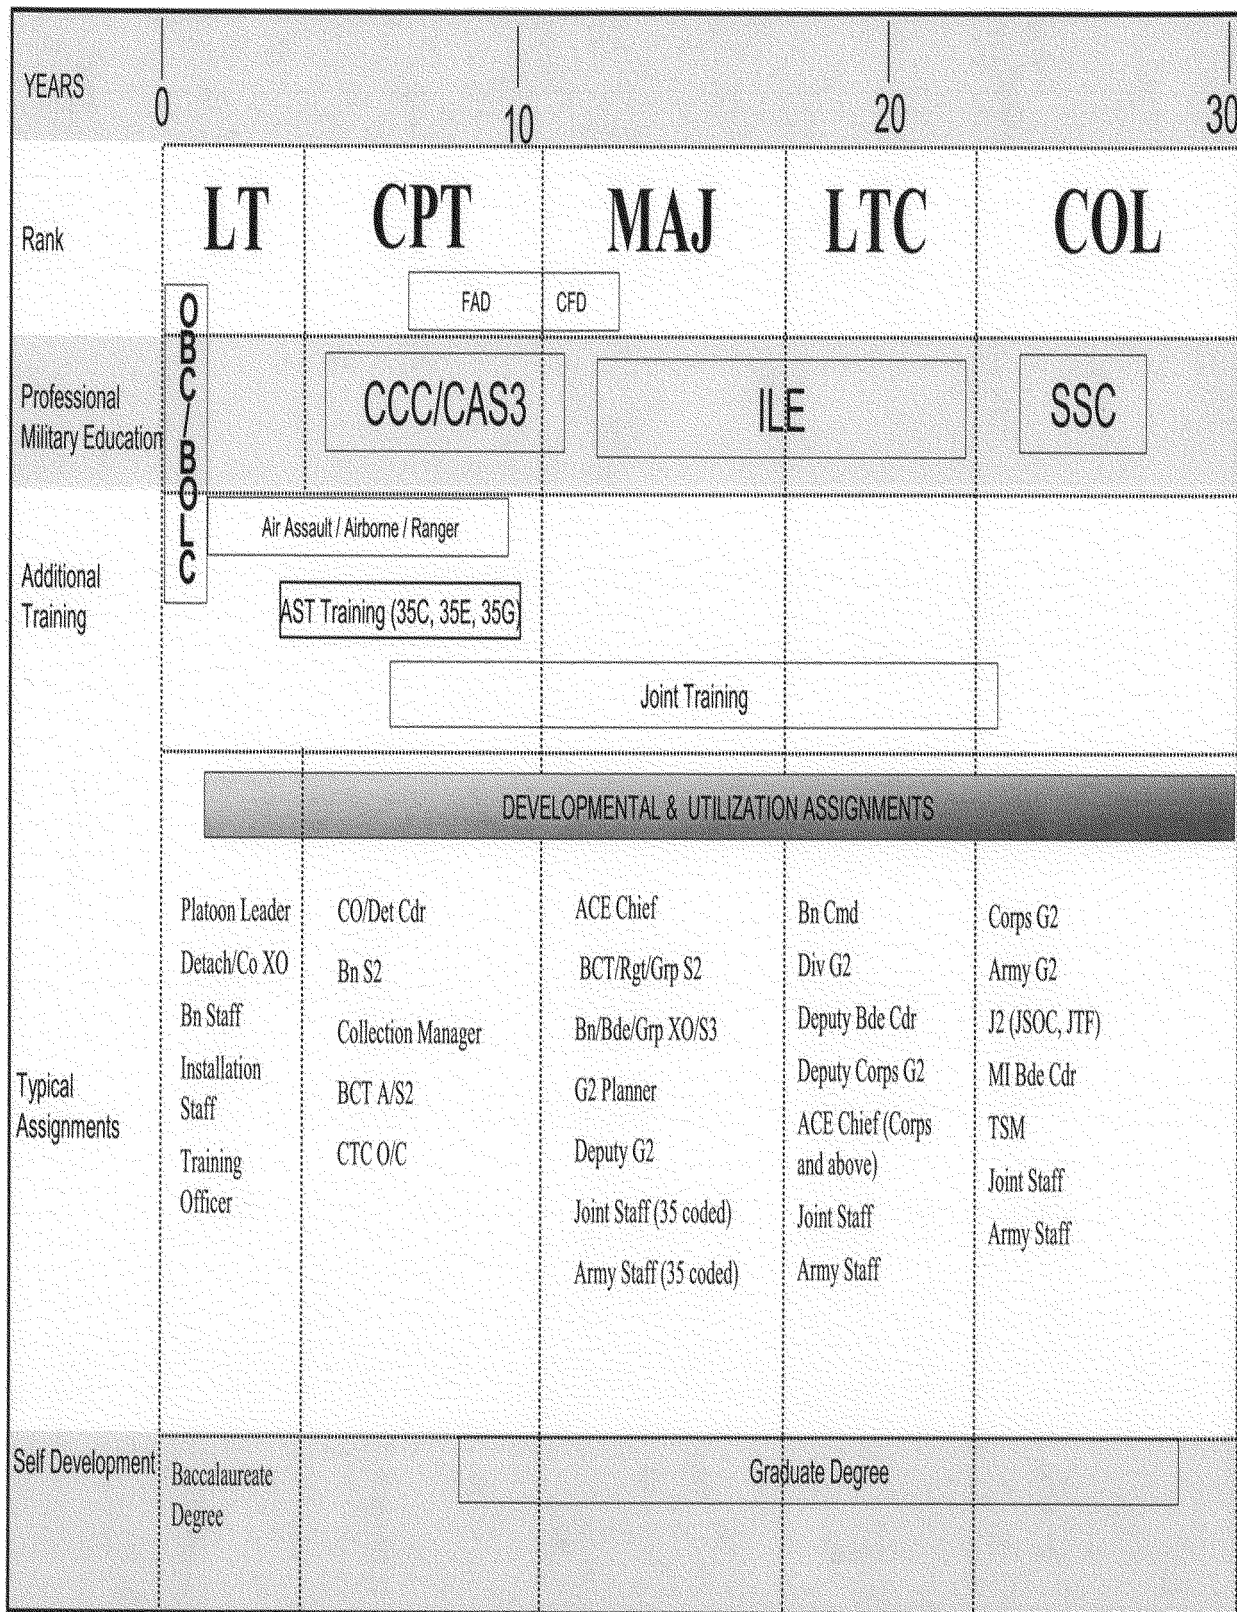 YEARS
0
10
20
30
Rank
LT
CPT
MAJ
LTC
COL
FAD
CFD
OBC/BOLC
Professional
Military Education
CCC/CAS3
ILE
SSC
Additional
Training
Air Assault / Airborne / Ranger
AST Training (35C, 35E, 35G)
Joint Training
DEVELOPMENTAL & UTILIZATION ASSIGNMENTS
Typical
Assignments
Platoon Leader
Detach/Co XO
Bn Staff
Installation
Staff
Training
Officer
CO/Det Cdr
Bn S2
Collection Manager
BCT A/S2
CTC O/C
ACE Chief
BCT/Rgt/Grp S2
Bn/Bde/Grp XO/S3
G2 Planner
Deputy G2
Joint Staff (35 coded)
Army Staff (35 coded)
Bn Cmd
Div G2
Deputy Bde Cdr
Deputy Corps G2
ACE Chief (Corps
and above)
Joint Staff
Army Staff
Corps G2
Army G2
J2 (JSOC, JTF)
MI Bde Cdr
TSM
Joint Staff
Army Staff
Self Development
Baccalaureate
Degree
Graduate Degree